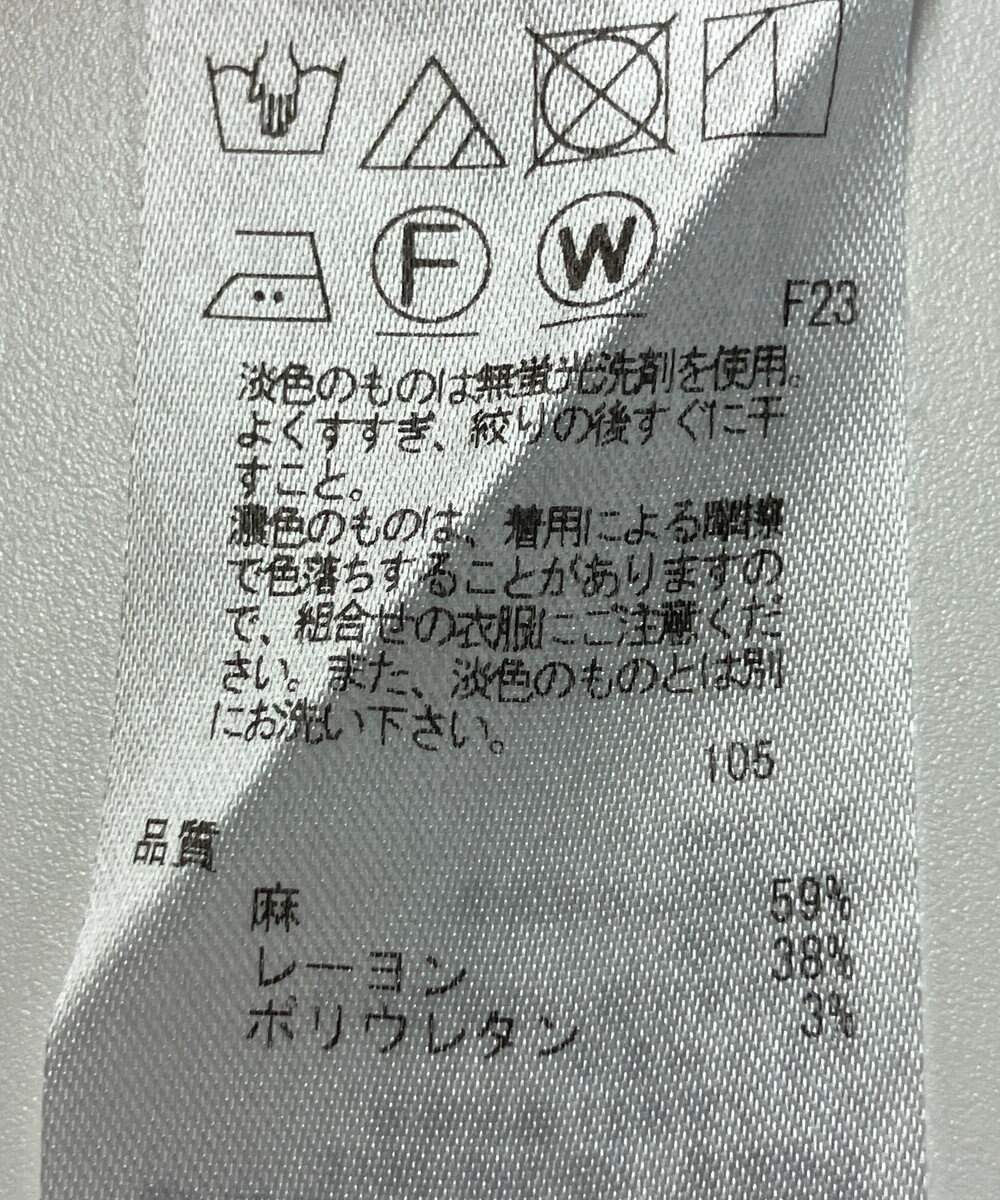 F W
F23
淡色のものは無蛍光洗剤を使用。
よくすすぎ、絞りの後すぐに干
すこと。
濃色のものは、着用による摩擦
で色落ちすることがありますの
で、組合せの衣服にご注意くだ
さい。また、淡色のものとは別
にお洗い下さい。
105
品質
麻 59%
レーヨン 38%
ポリウレタン 3%